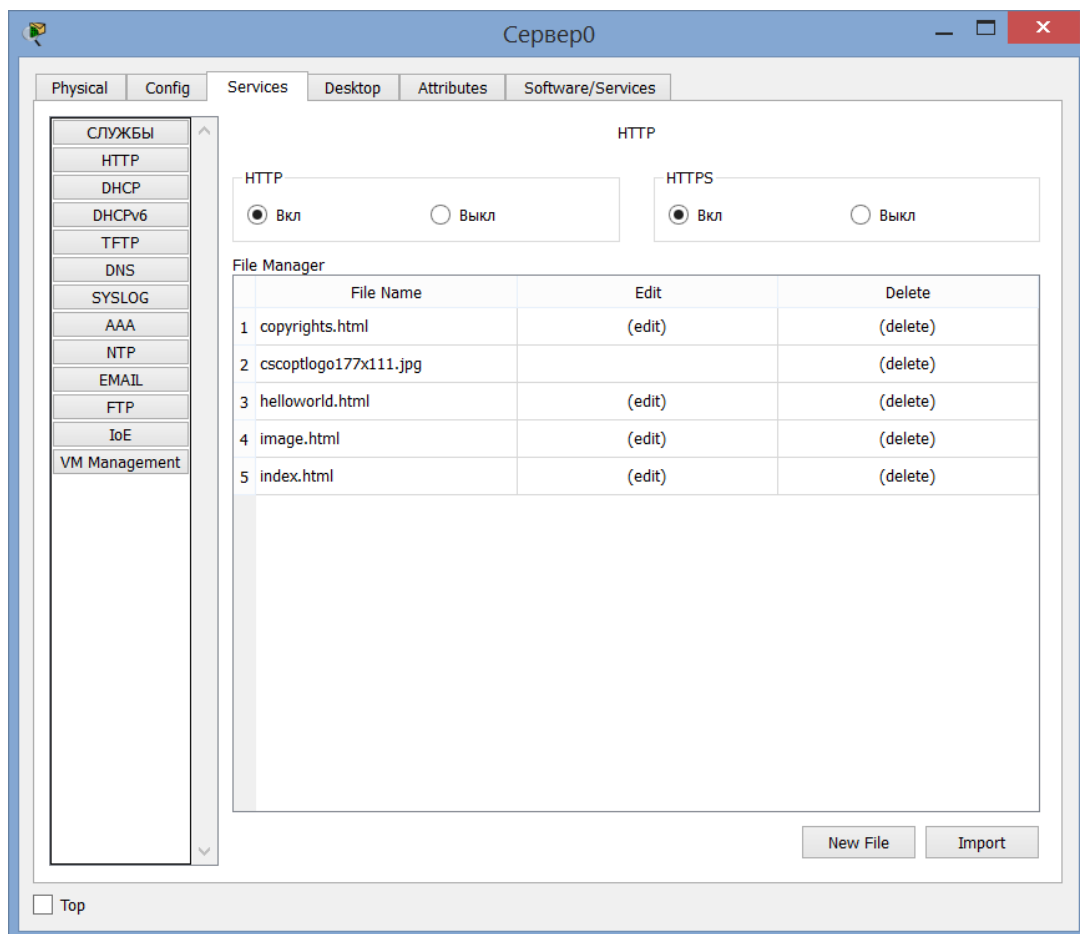 Сервер0
Physical Config Services Desktop Attributes Software/Services
СЛУЖБЫ
HTTP
DHCP
DHCPv6
TFTP
DNS
SYSLOG
AAA
NTP
EMAIL
FTP
IoE
VM Management
HTTP
HTTP HTTPS
Вкл Выкл Вкл Выкл
File Manager
File Name Edit Delete
1 copyrights.html (edit) (delete)
2 cscoptlogo177x111.jpg (delete)
3 helloworld.html (edit) (delete)
4 image.html (edit) (delete)
5 index.html (edit) (delete)
New File Import
Top